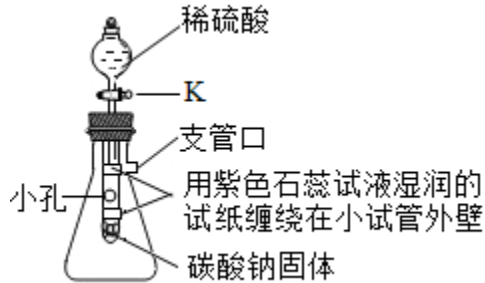 稀硫酸
K
支管口
小孔
用紫色石蕊试液湿润的
试纸缠绕在小试管外壁
碳酸钠固体